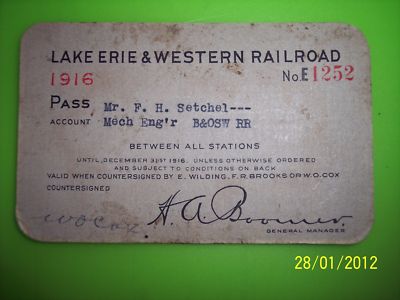 LAKE ERIE & WESTERN RAILROAD
1916 No. E1252
PASS Mr. F. H. Setchel---
ACCOUNT Mech Eng'r B&OSW RR
BETWEEN ALL STATIONS
UNTIL DECEMBER 31ST 1916. UNLESS OTHERWISE ORDERED
AND SUBJECT TO CONDITIONS ON BACK
VALID WHEN COUNTERSIGNED BY E. WILDING, F. R. BROOKS OR W. O. COX
COUNTERSIGNED
W O Cox H. A. Boomer.
GENERAL MANAGER
28/01/2012